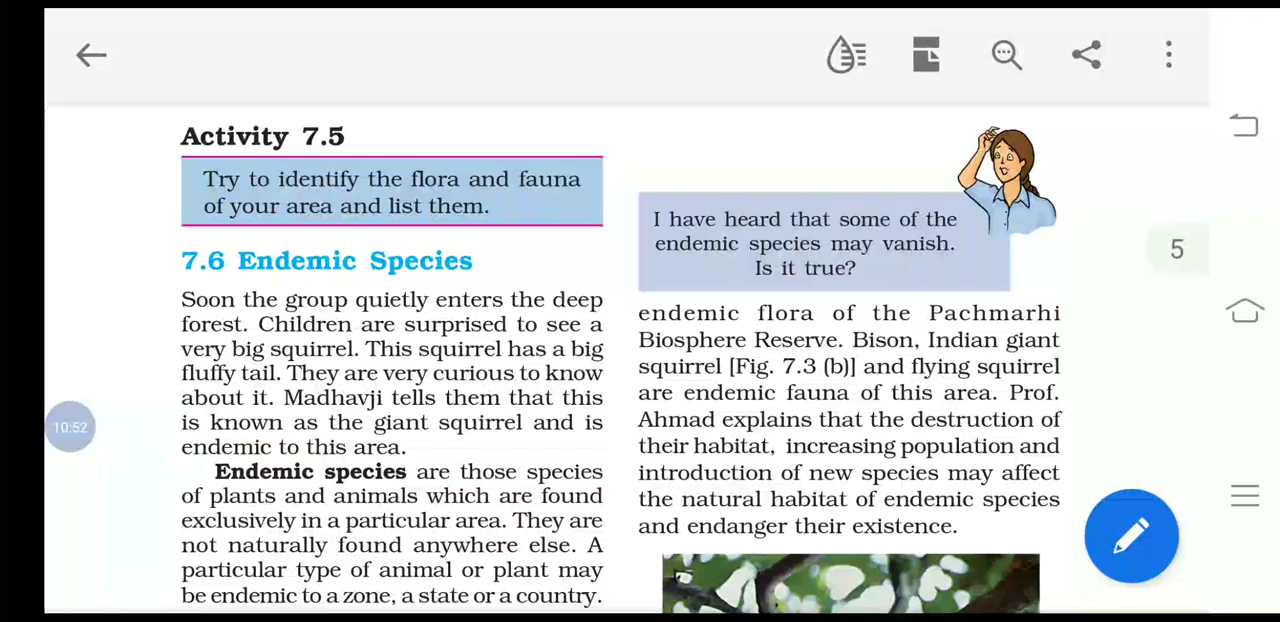 Activity 7.5
Try to identify the flora and fauna
of your area and list them.
7.6 Endemic Species
Soon the group quietly enters the deep
forest. Children are surprised to see a
very big squirrel. This squirrel has a big
fluffy tail. They are very curious to know
about it. Madhavji tells them that this
is known as the giant squirrel and is
endemic to this area.
Endemic species are those species
of plants and animals which are found
exclusively in a particular area. They are
not naturally found anywhere else. A
particular type of animal or plant may
be endemic to a zone, a state or a country.
I have heard that some of the
endemic species may vanish.
Is it true?
endemic flora of the Pachmarhi
Biosphere Reserve. Bison, Indian giant
squirrel [Fig. 7.3 (b)] and flying squirrel
are endemic fauna of this area. Prof.
Ahmad explains that the destruction of
their habitat, increasing population and
introduction of new species may affect
the natural habitat of endemic species
and endanger their existence.
5
10:52